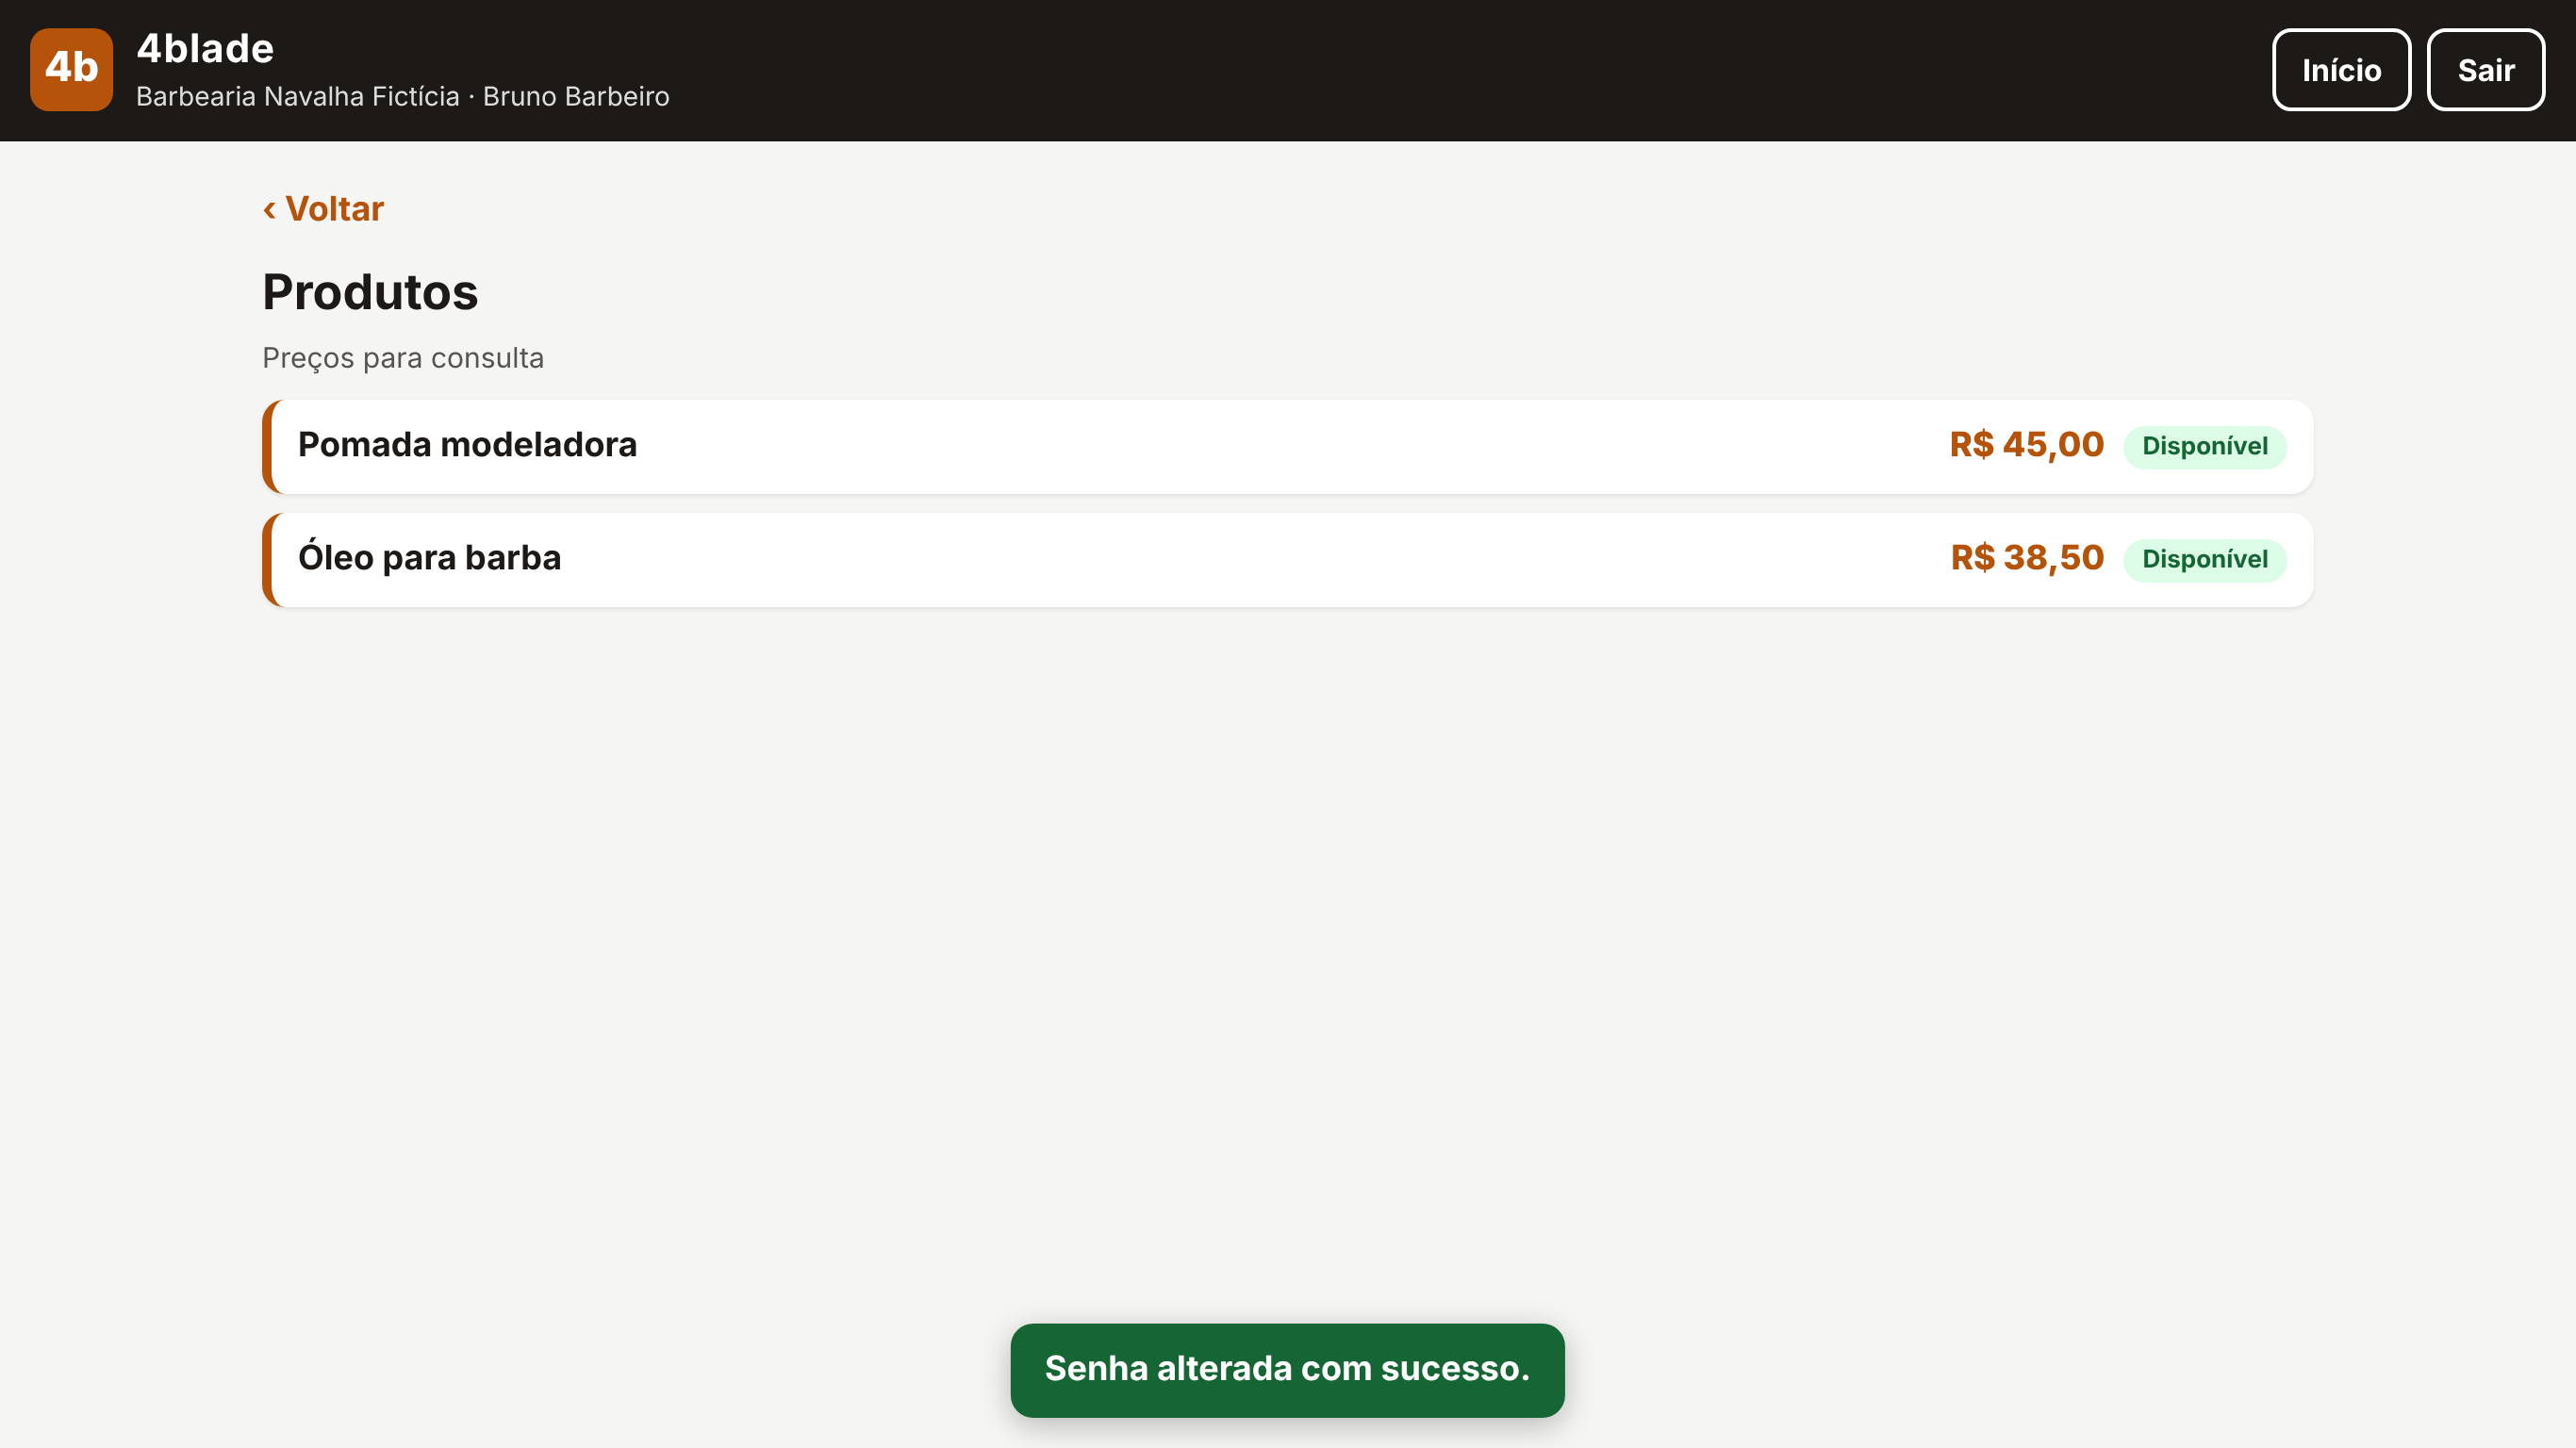 4b
4blade
Barbearia Navalha Fictícia · Bruno Barbeiro
Início
Sair
‹ Voltar
Produtos
Preços para consulta
Pomada modeladora
R$ 45,00
Disponível
Óleo para barba
R$ 38,50
Disponível
Senha alterada com sucesso.